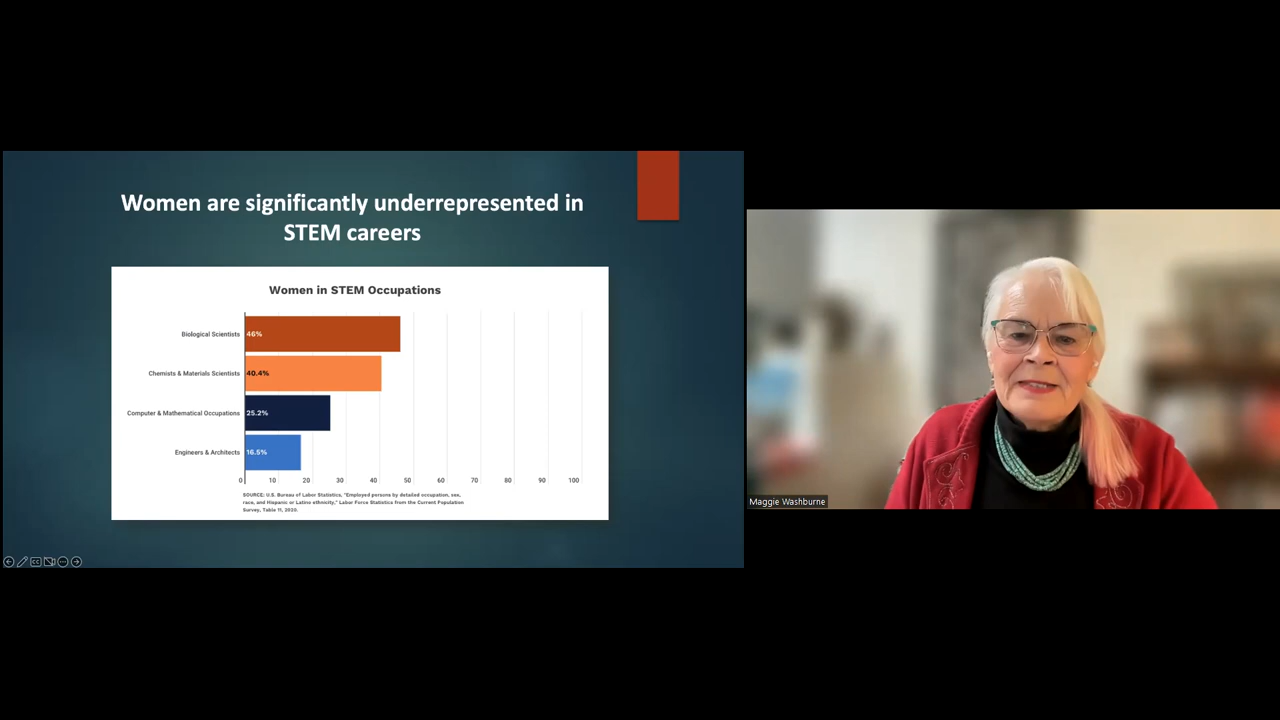 Women are significantly underrepresented in
STEM careers
Women in STEM Occupations
Biological Scientists
46%
Chemists & Materials Scientists
40.4%
Computer & Mathematical Occupations
25.2%
Engineers & Architects
16.5%
0 10 20 30 40 50 60 70 80 90 100
SOURCE: U.S. Bureau of Labor Statistics, "Employed persons by detailed occupation, sex,
race, and Hispanic or Latino ethnicity," Labor Force Statistics from the Current Population
Survey, Table 11, 2020.
CC
Maggie Washburne